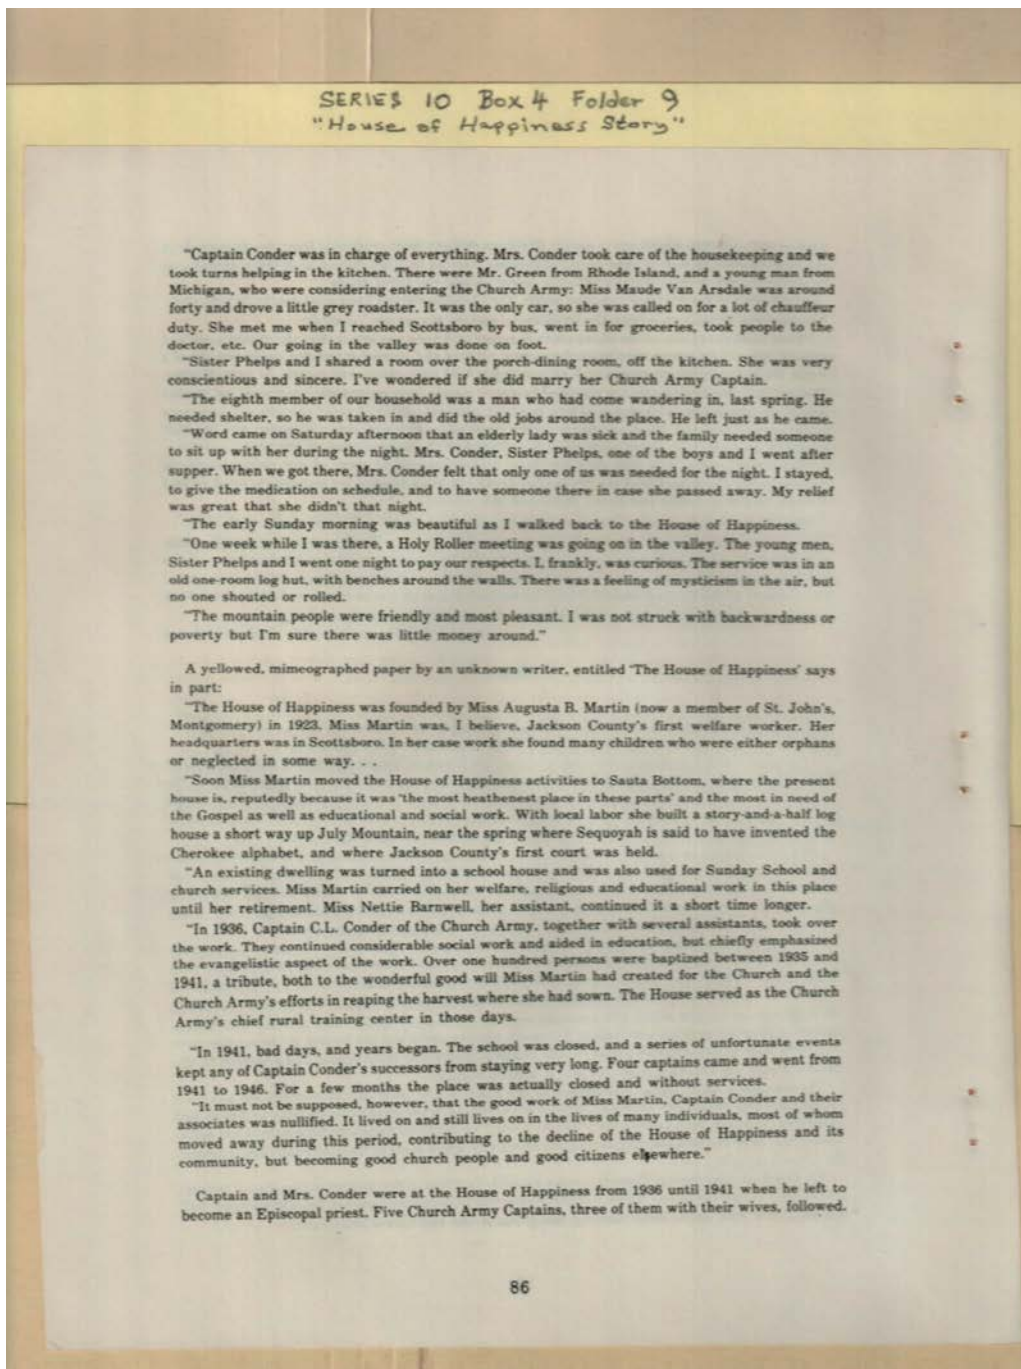 SERIES 10 Box 4 Folder 9
"House of Happiness Story"
"Captain Conder was in charge of everything. Mrs. Conder took care of the housekeeping and we
took turns helping in the kitchen. There were Mr. Green from Rhode Island, and a young man from
Michigan, who were considering entering the Church Army: Miss Maude Van Arsdale was around
forty and drove a little grey roadster. It was the only car, so she was called on for a lot of chauffeur
duty. She met me when I reached Scottsboro by bus, went in for groceries, took people to the
doctor, etc. Our going in the valley was done on foot.
"Sister Phelps and I shared a room over the porch-dining room, off the kitchen. She was very
conscientious and sincere. I've wondered if she did marry her Church Army Captain.
"The eighth member of our household was a man who had come wandering in, last spring. He
needed shelter, so he was taken in and did the old jobs around the place. He left just as he came.
"Word came on Saturday afternoon that an elderly lady was sick and the family needed someone
to sit up with her during the night. Mrs. Conder, Sister Phelps, one of the boys and I went after
supper. When we got there, Mrs. Conder felt that only one of us was needed for the night. I stayed,
to give the medication on schedule, and to have someone there in case she passed away. My relief
was great that she didn't that night.
"The early Sunday morning was beautiful as I walked back to the House of Happiness.
"One week while I was there, a Holy Roller meeting was going on in the valley. The young men,
Sister Phelps and I went one night to pay our respects. I, frankly, was curious. The service was in an
old one-room log hut, with benches around the walls. There was a feeling of mysticism in the air, but
no one shouted or rolled.
"The mountain people were friendly and most pleasant. I was not struck with backwardness or
poverty but I'm sure there was little money around."
A yellowed, mimeographed paper by an unknown writer, entitled 'The House of Happiness' says
in part:
"The House of Happiness was founded by Miss Augusta B. Martin (now a member of St. John's,
Montgomery) in 1923. Miss Martin was, I believe, Jackson County's first welfare worker. Her
headquarters was in Scottsboro. In her case work she found many children who were either orphans
or neglected in some way. . .
"Soon Miss Martin moved the House of Happiness activities to Sauta Bottom, where the present
house is, reputedly because it was 'the most heathenest place in these parts' and the most in need of
the Gospel as well as educational and social work. With local labor she built a story-and-a-half log
house a short way up July Mountain, near the spring where Sequoyah is said to have invented the
Cherokee alphabet, and where Jackson County's first court was held.
"An existing dwelling was turned into a school house and was also used for Sunday School and
church services. Miss Martin carried on her welfare, religious and educational work in this place
until her retirement. Miss Nettie Barnwell, her assistant, continued it a short time longer.
"In 1936, Captain C.L. Conder of the Church Army, together with several assistants, took over
the work. They continued considerable social work and aided in education, but chiefly emphasized
the evangelistic aspect of the work. Over one hundred persons were baptized between 1935 and
1941, a tribute, both to the wonderful good will Miss Martin had created for the Church and the
Church Army's efforts in reaping the harvest where she had sown. The House served as the Church
Army's chief rural training center in those days.
"In 1941, bad days, and years began. The school was closed, and a series of unfortunate events
kept any of Captain Conder's successors from staying very long. Four captains came and went from
1941 to 1946. For a few months the place was actually closed and without services.
"It must not be supposed, however, that the good work of Miss Martin, Captain Conder and their
associates was nullified. It lived on and still lives on in the lives of many individuals, most of whom
moved away during this period, contributing to the decline of the House of Happiness and its
community, but becoming good church people and good citizens elsewhere."
Captain and Mrs. Conder were at the House of Happiness from 1936 until 1941 when he left to
become an Episcopal priest. Five Church Army Captains, three of them with their wives, followed.
86